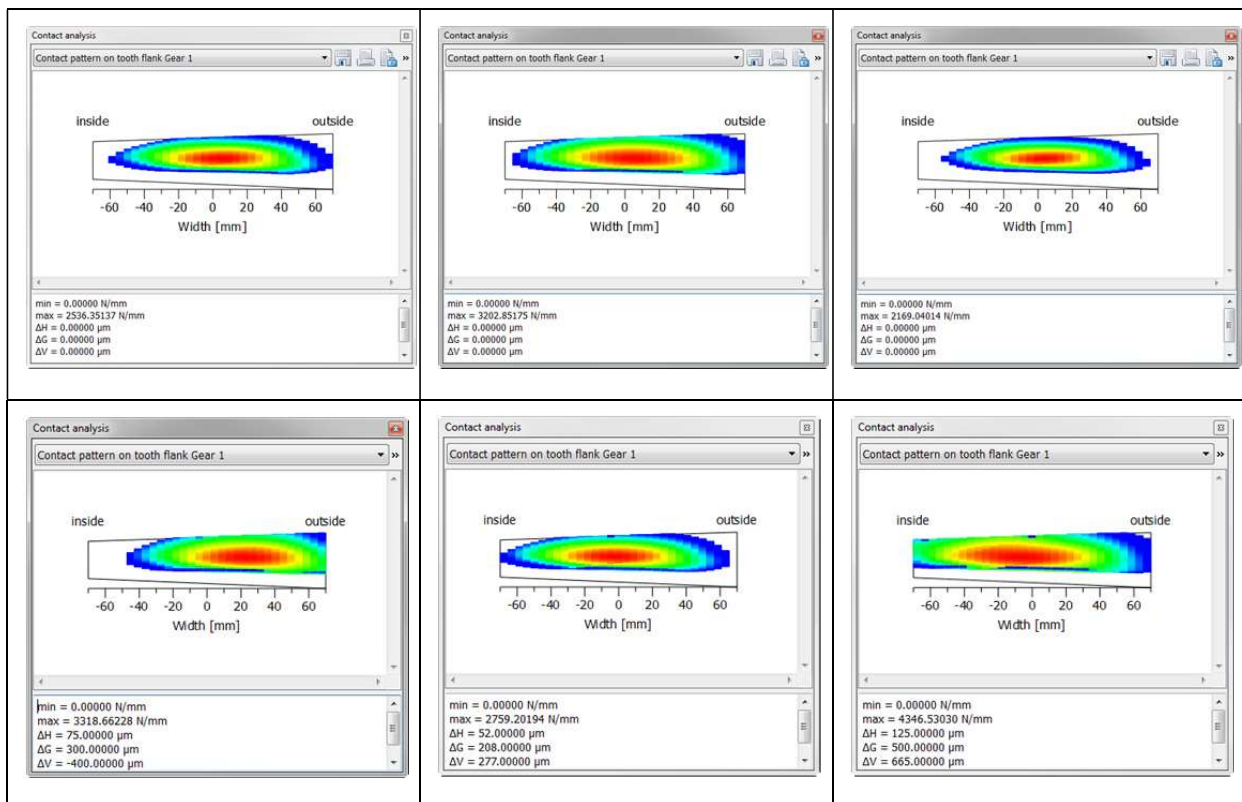 Contact analysis
Contact pattern on tooth flank Gear 1
inside outside
-60 -40 -20 0 20 40 60
Width [mm]
min = 0.00000 N/mm
max = 2536.35137 N/mm
ΔH = 0.00000 µm
ΔG = 0.00000 µm
ΔV = 0.00000 µm
Contact analysis
Contact pattern on tooth flank Gear 1
inside outside
-60 -40 -20 0 20 40 60
Width [mm]
min = 0.00000 N/mm
max = 3202.85175 N/mm
ΔH = 0.00000 µm
ΔG = 0.00000 µm
ΔV = 0.00000 µm
Contact analysis
Contact pattern on tooth flank Gear 1
inside outside
-60 -40 -20 0 20 40 60
Width [mm]
min = 0.00000 N/mm
max = 2169.04014 N/mm
ΔH = 0.00000 µm
ΔG = 0.00000 µm
ΔV = 0.00000 µm
Contact analysis
Contact pattern on tooth flank Gear 1
inside outside
-60 -40 -20 0 20 40 60
Width [mm]
min = 0.00000 N/mm
max = 3318.66228 N/mm
ΔH = 75.00000 µm
ΔG = 300.00000 µm
ΔV = -400.00000 µm
Contact analysis
Contact pattern on tooth flank Gear 1
inside outside
-60 -40 -20 0 20 40 60
Width [mm]
min = 0.00000 N/mm
max = 2759.20194 N/mm
ΔH = 52.00000 µm
ΔG = 208.00000 µm
ΔV = 277.00000 µm
Contact analysis
Contact pattern on tooth flank Gear 1
inside outside
-60 -40 -20 0 20 40 60
Width [mm]
min = 0.00000 N/mm
max = 4346.53030 N/mm
ΔH = 125.00000 µm
ΔG = 500.00000 µm
ΔV = 665.00000 µm